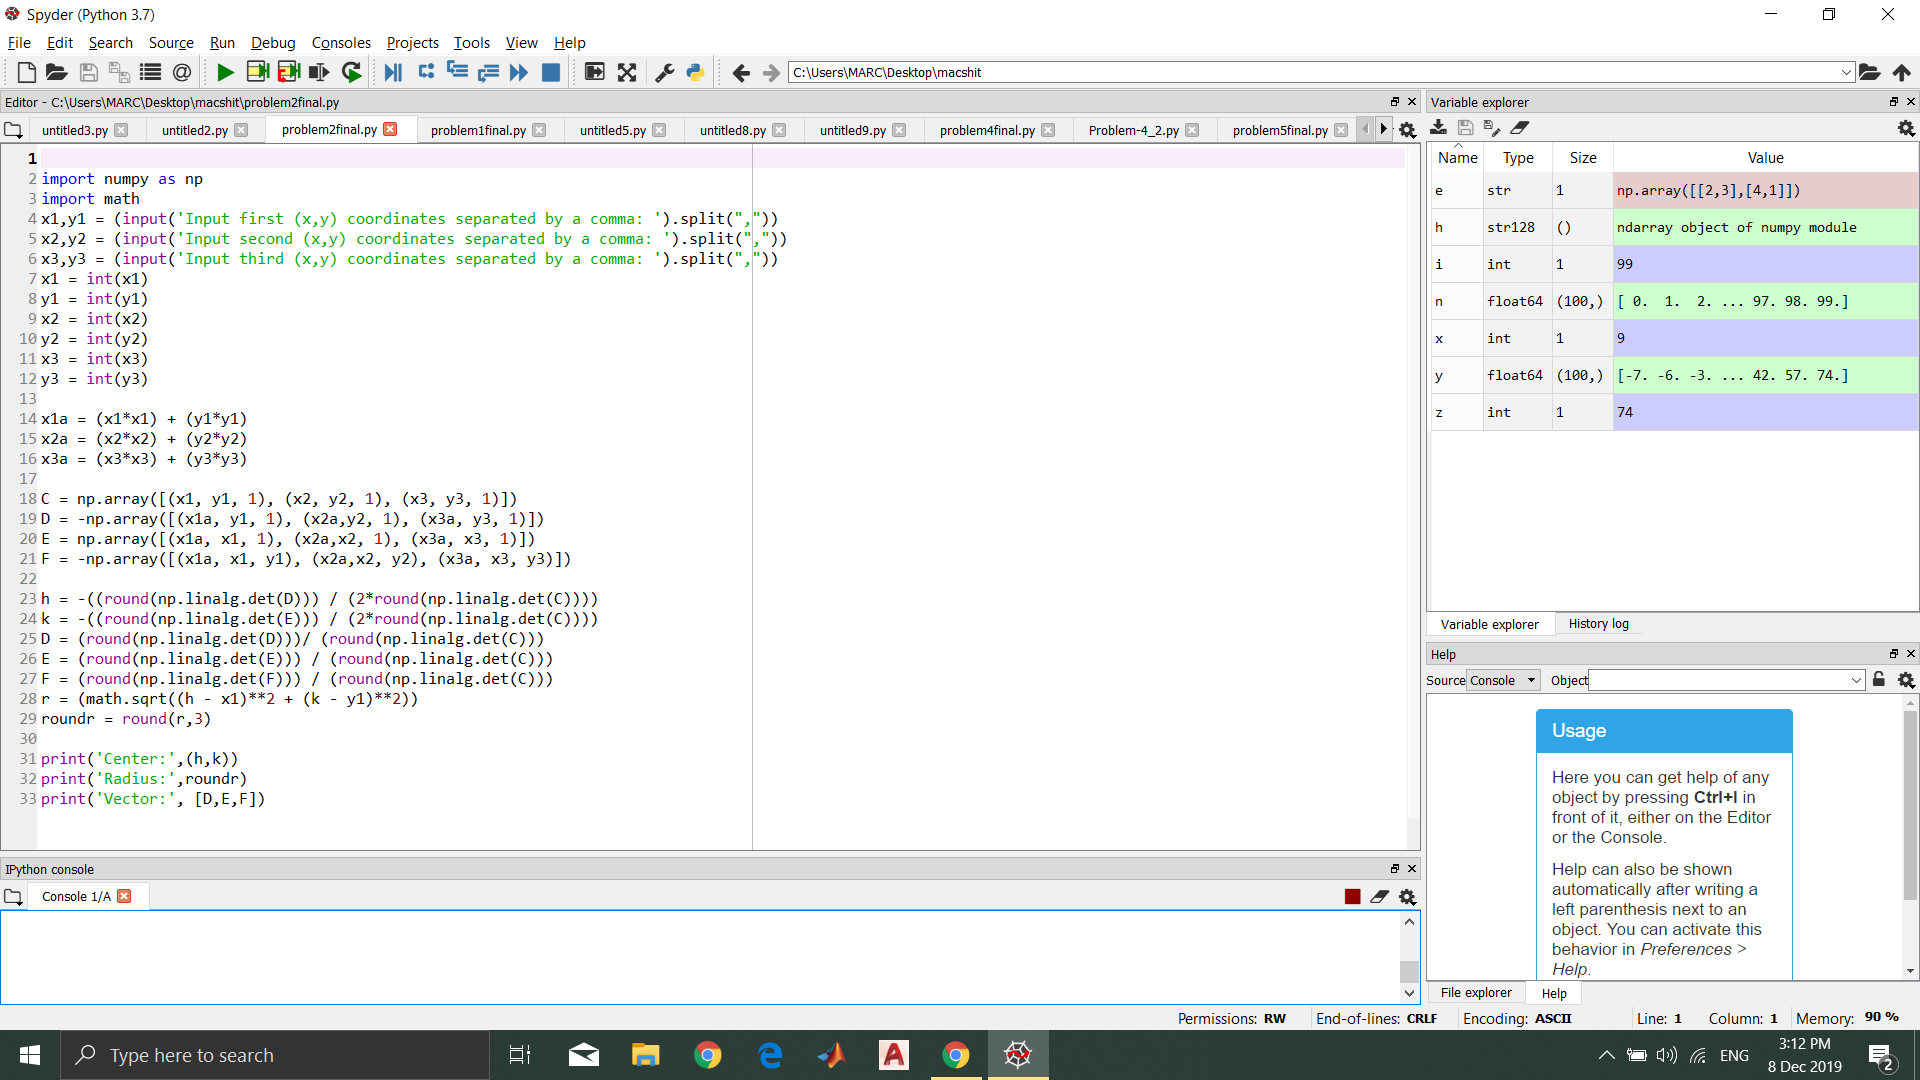 Spyder (Python 3.7)
File Edit Search Source Run Debug Consoles Projects Tools View Help
C:\Users\MARC\Desktop\macshit
Editor - C:\Users\MARC\Desktop\macshit\problem2final.py
untitled3.py untitled2.py problem2final.py problem1final.py untitled5.py untitled8.py untitled9.py problem4final.py Problem-4_2.py problem5final.py
1
2 import numpy as np
3 import math
4 x1,y1 = (input('Input first (x,y) coordinates separated by a comma: ').split(","))
5 x2,y2 = (input('Input second (x,y) coordinates separated by a comma: ').split(","))
6 x3,y3 = (input('Input third (x,y) coordinates separated by a comma: ').split(","))
7 x1 = int(x1)
8 y1 = int(y1)
9 x2 = int(x2)
10 y2 = int(y2)
11 x3 = int(x3)
12 y3 = int(y3)
13
14 x1a = (x1*x1) + (y1*y1)
15 x2a = (x2*x2) + (y2*y2)
16 x3a = (x3*x3) + (y3*y3)
17
18 C = np.array([(x1, y1, 1), (x2, y2, 1), (x3, y3, 1)])
19 D = -np.array([(x1a, y1, 1), (x2a,y2, 1), (x3a, y3, 1)])
20 E = np.array([(x1a, x1, 1), (x2a,x2, 1), (x3a, x3, 1)])
21 F = -np.array([(x1a, x1, y1), (x2a,x2, y2), (x3a, x3, y3)])
22
23 h = -((round(np.linalg.det(D))) / (2*round(np.linalg.det(C))))
24 k = -((round(np.linalg.det(E))) / (2*round(np.linalg.det(C))))
25 D = (round(np.linalg.det(D)))/ (round(np.linalg.det(C)))
26 E = (round(np.linalg.det(E))) / (round(np.linalg.det(C)))
27 F = (round(np.linalg.det(F))) / (round(np.linalg.det(C)))
28 r = (math.sqrt((h - x1)**2 + (k - y1)**2))
29 roundr = round(r,3)
30
31 print('Center:',(h,k))
32 print('Radius:',roundr)
33 print('Vector:', [D,E,F])
IPython console
Console 1/A
Variable explorer
Name Type Size Value
e str 1 np.array([[2,3],[4,1]])
h str128 () ndarray object of numpy module
i int 1 99
n float64 (100,) [ 0. 1. 2. ... 97. 98. 99.]
x int 1 9
y float64 (100,) [-7. -6. -3. ... 42. 57. 74.]
z int 1 74
Variable explorer History log
Help
Source Console Object
Usage
Here you can get help of any
object by pressing Ctrl+I in
front of it, either on the Editor
or the Console.
Help can also be shown
automatically after writing a
left parenthesis next to an
object. You can activate this
behavior in Preferences >
Help.
File explorer Help
Permissions: RW End-of-lines: CRLF Encoding: ASCII Line: 1 Column: 1 Memory: 90 %
Type here to search
ENG
3:12 PM
8 Dec 2019
2